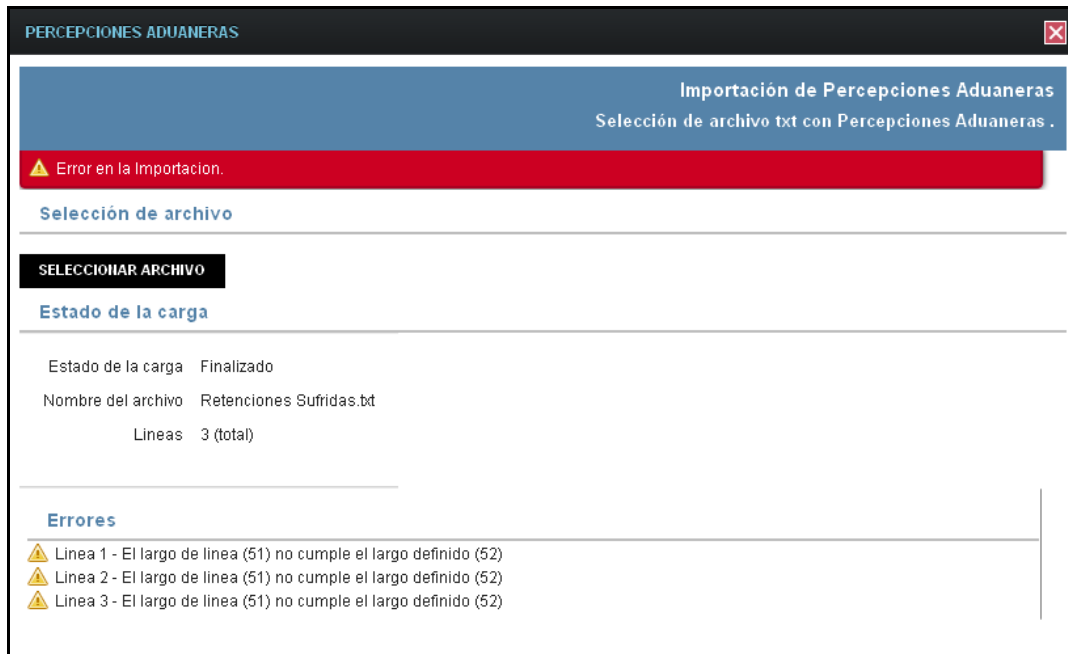 PERCEPCIONES ADUANERAS
Importación de Percepciones Aduaneras
Selección de archivo txt con Percepciones Aduaneras .
Error en la Importacion.
Selección de archivo
SELECCIONAR ARCHIVO
Estado de la carga
Estado de la carga Finalizado
Nombre del archivo Retenciones Sufridas.txt
Lineas 3 (total)
Errores
Linea 1 - El largo de linea (51) no cumple el largo definido (52)
Linea 2 - El largo de linea (51) no cumple el largo definido (52)
Linea 3 - El largo de linea (51) no cumple el largo definido (52)